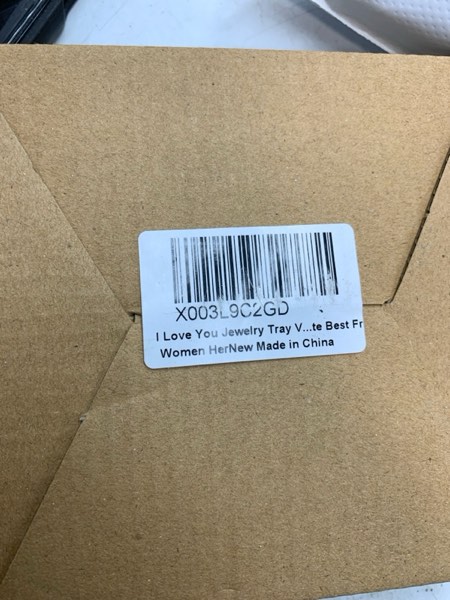 X003L9C2GD
I Love You Jewelry Tray V...te Best Fr
Women HerNew Made in China